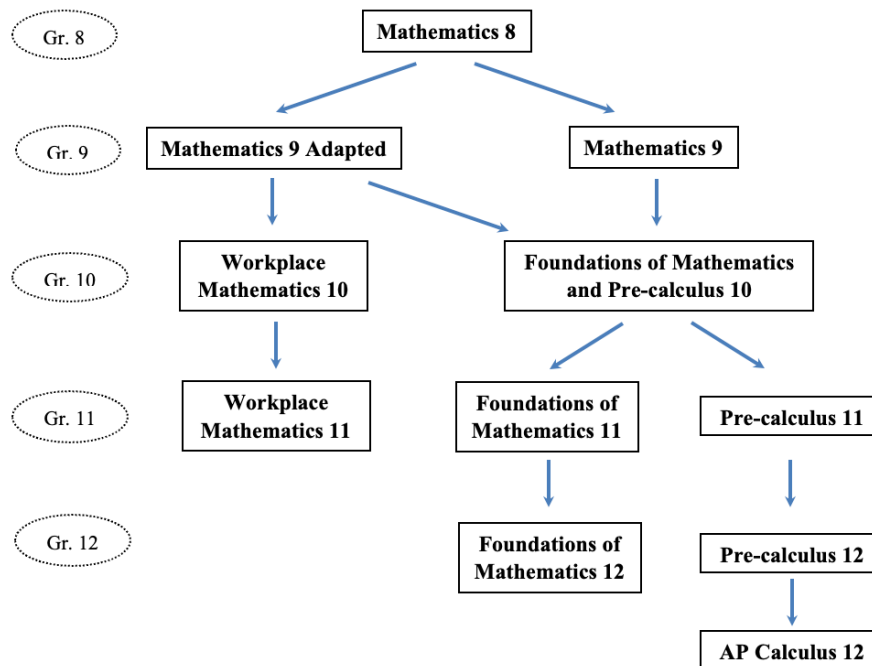 Gr. 8
Mathematics 8
Gr. 9
Mathematics 9 Adapted
Mathematics 9
Gr. 10
Workplace
Mathematics 10
Foundations of Mathematics
and Pre-calculus 10
Gr. 11
Workplace
Mathematics 11
Foundations of
Mathematics 11
Pre-calculus 11
Gr. 12
Foundations of
Mathematics 12
Pre-calculus 12
AP Calculus 12